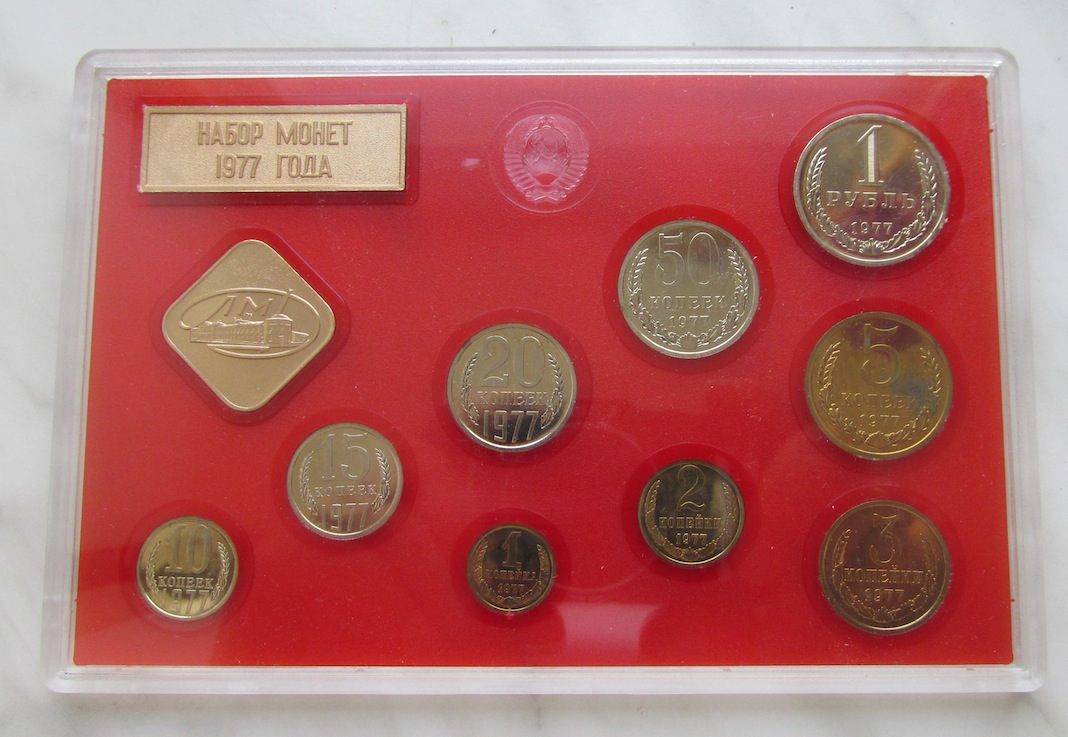 НАБОР МОНЕТ
1977 ГОДА
1
РУБЛЬ
1977
50
КОПЕЕК
1977
ЛМД
20
КОПЕЕК
1977
5
КОПЕЕК
1977
15
КОПЕЕК
1977
2
КОПЕЙКИ
1977
10
КОПЕЕК
1977
1
КОПЕЙКА
1977
3
КОПЕЙКИ
1977